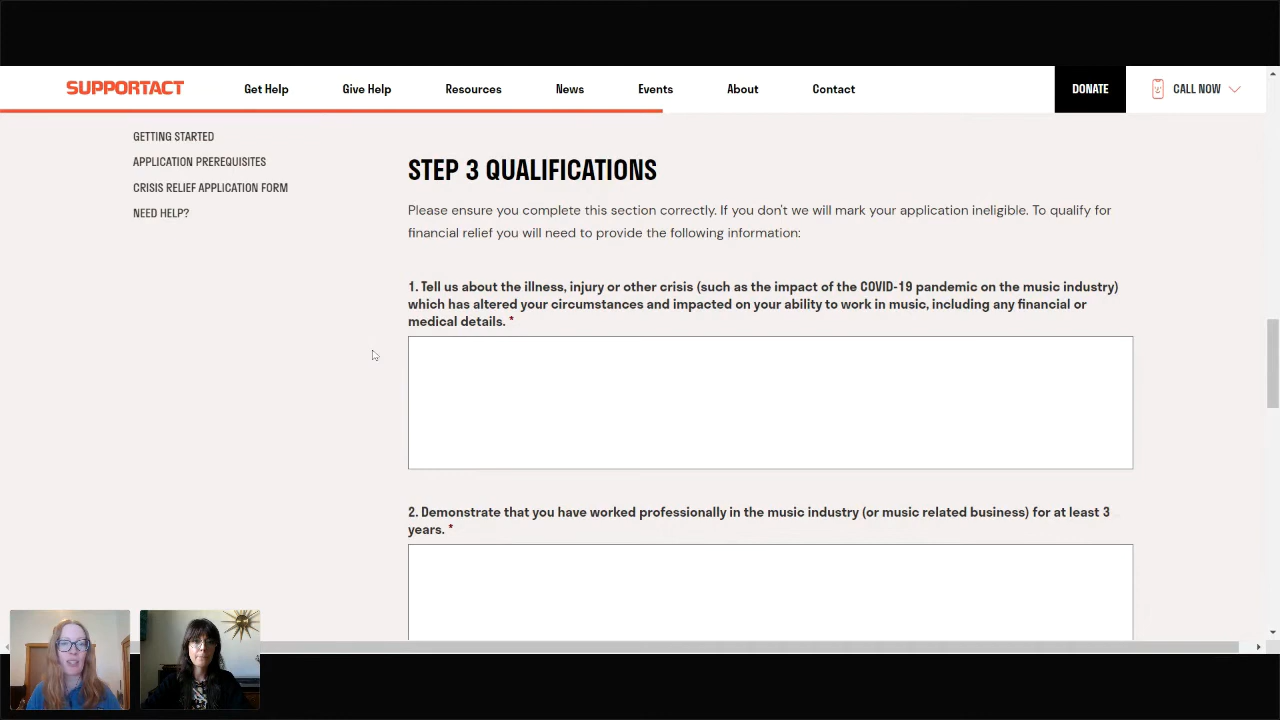 SUPPORTACT
Get Help
Give Help
Resources
News
Events
About
Contact
DONATE
CALL NOW
GETTING STARTED
APPLICATION PREREQUISITES
CRISIS RELIEF APPLICATION FORM
NEED HELP?
STEP 3 QUALIFICATIONS
Please ensure you complete this section correctly. If you don't we will mark your application ineligible. To qualify for
financial relief you will need to provide the following information:
1. Tell us about the illness, injury or other crisis (such as the impact of the COVID-19 pandemic on the music industry)
which has altered your circumstances and impacted on your ability to work in music, including any financial or
medical details. *
2. Demonstrate that you have worked professionally in the music industry (or music related business) for at least 3
years. *